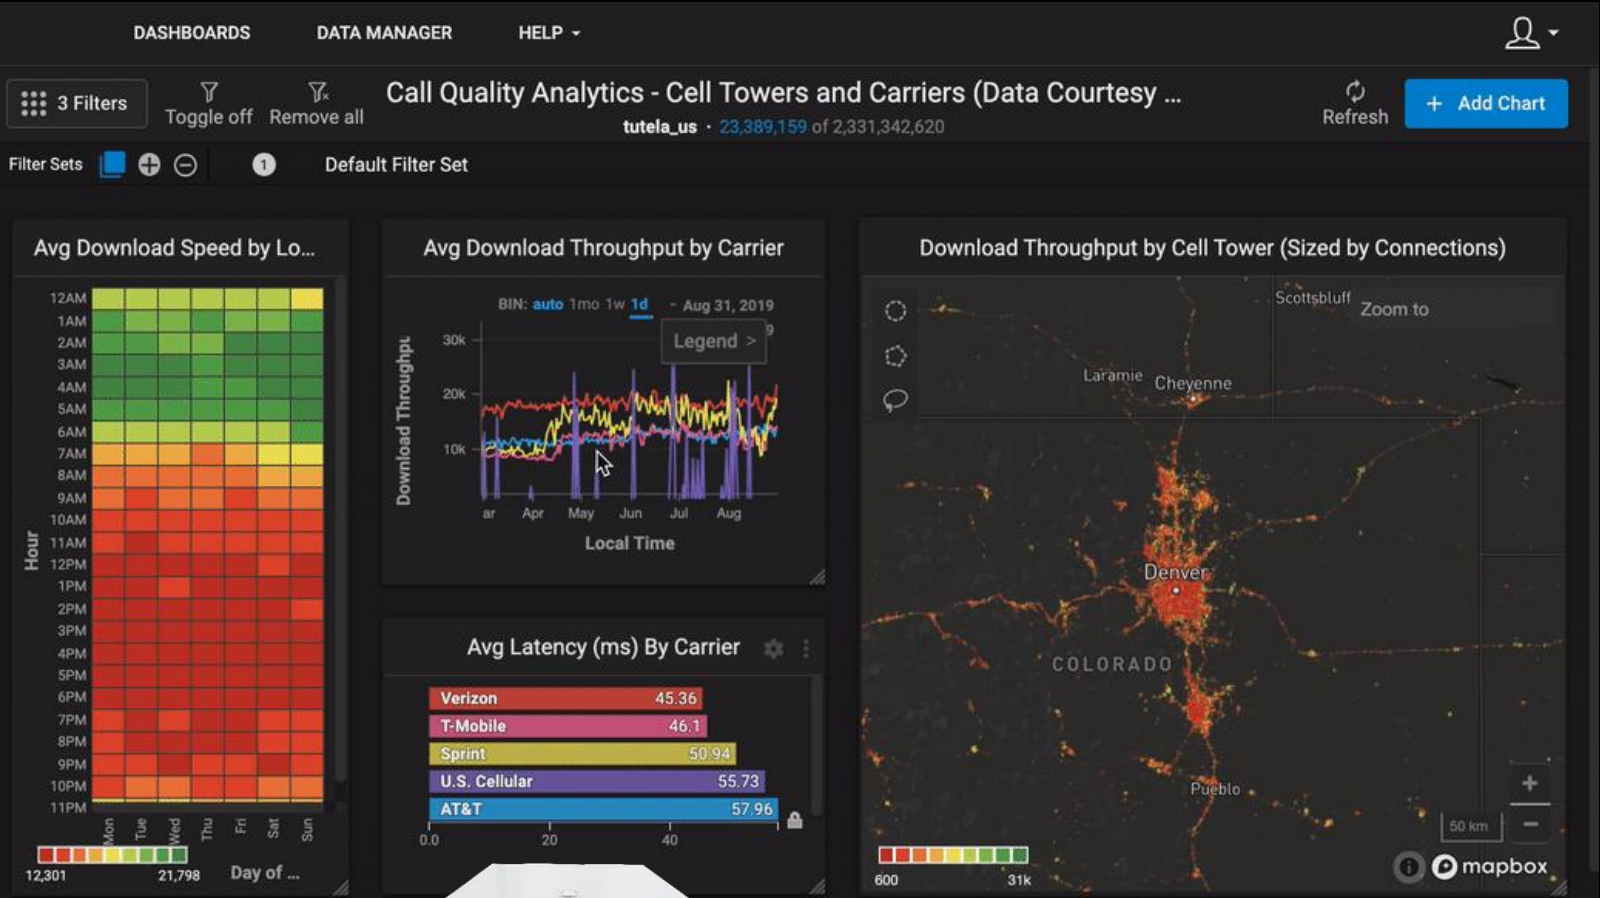 DASHBOARDS DATA MANAGER HELP
3 Filters
Toggle off
Remove all
Call Quality Analytics - Cell Towers and Carriers (Data Courtesy ...
tutela_us · 23,389,159 of 2,331,342,620
Refresh
+ Add Chart
Filter Sets
1
Default Filter Set
Avg Download Speed by Lo...
12AM
1AM
2AM
3AM
4AM
5AM
6AM
7AM
8AM
9AM
10AM
11AM
12PM
1PM
2PM
3PM
4PM
5PM
6PM
7PM
8PM
9PM
10PM
11PM
Hour
Mon Tue Wed Thu Fri Sat Sun
12,301 21,798
Day of ...
Avg Download Throughput by Carrier
BIN: auto 1mo 1w 1d - Aug 31, 2019
9
Legend >
Download Throughpu
30k
20k
10k
ar Apr May Jun Jul Aug
Local Time
Avg Latency (ms) By Carrier
Verizon 45.36
T-Mobile 46.1
Sprint 50.94
U.S. Cellular 55.73
AT&T 57.96
0.0 20 40
Download Throughput by Cell Tower (Sized by Connections)
Scottsbluff
Zoom to
Laramie
Cheyenne
Denver
COLORADO
Pueblo
+
50 km
−
600 31k
i
mapbox